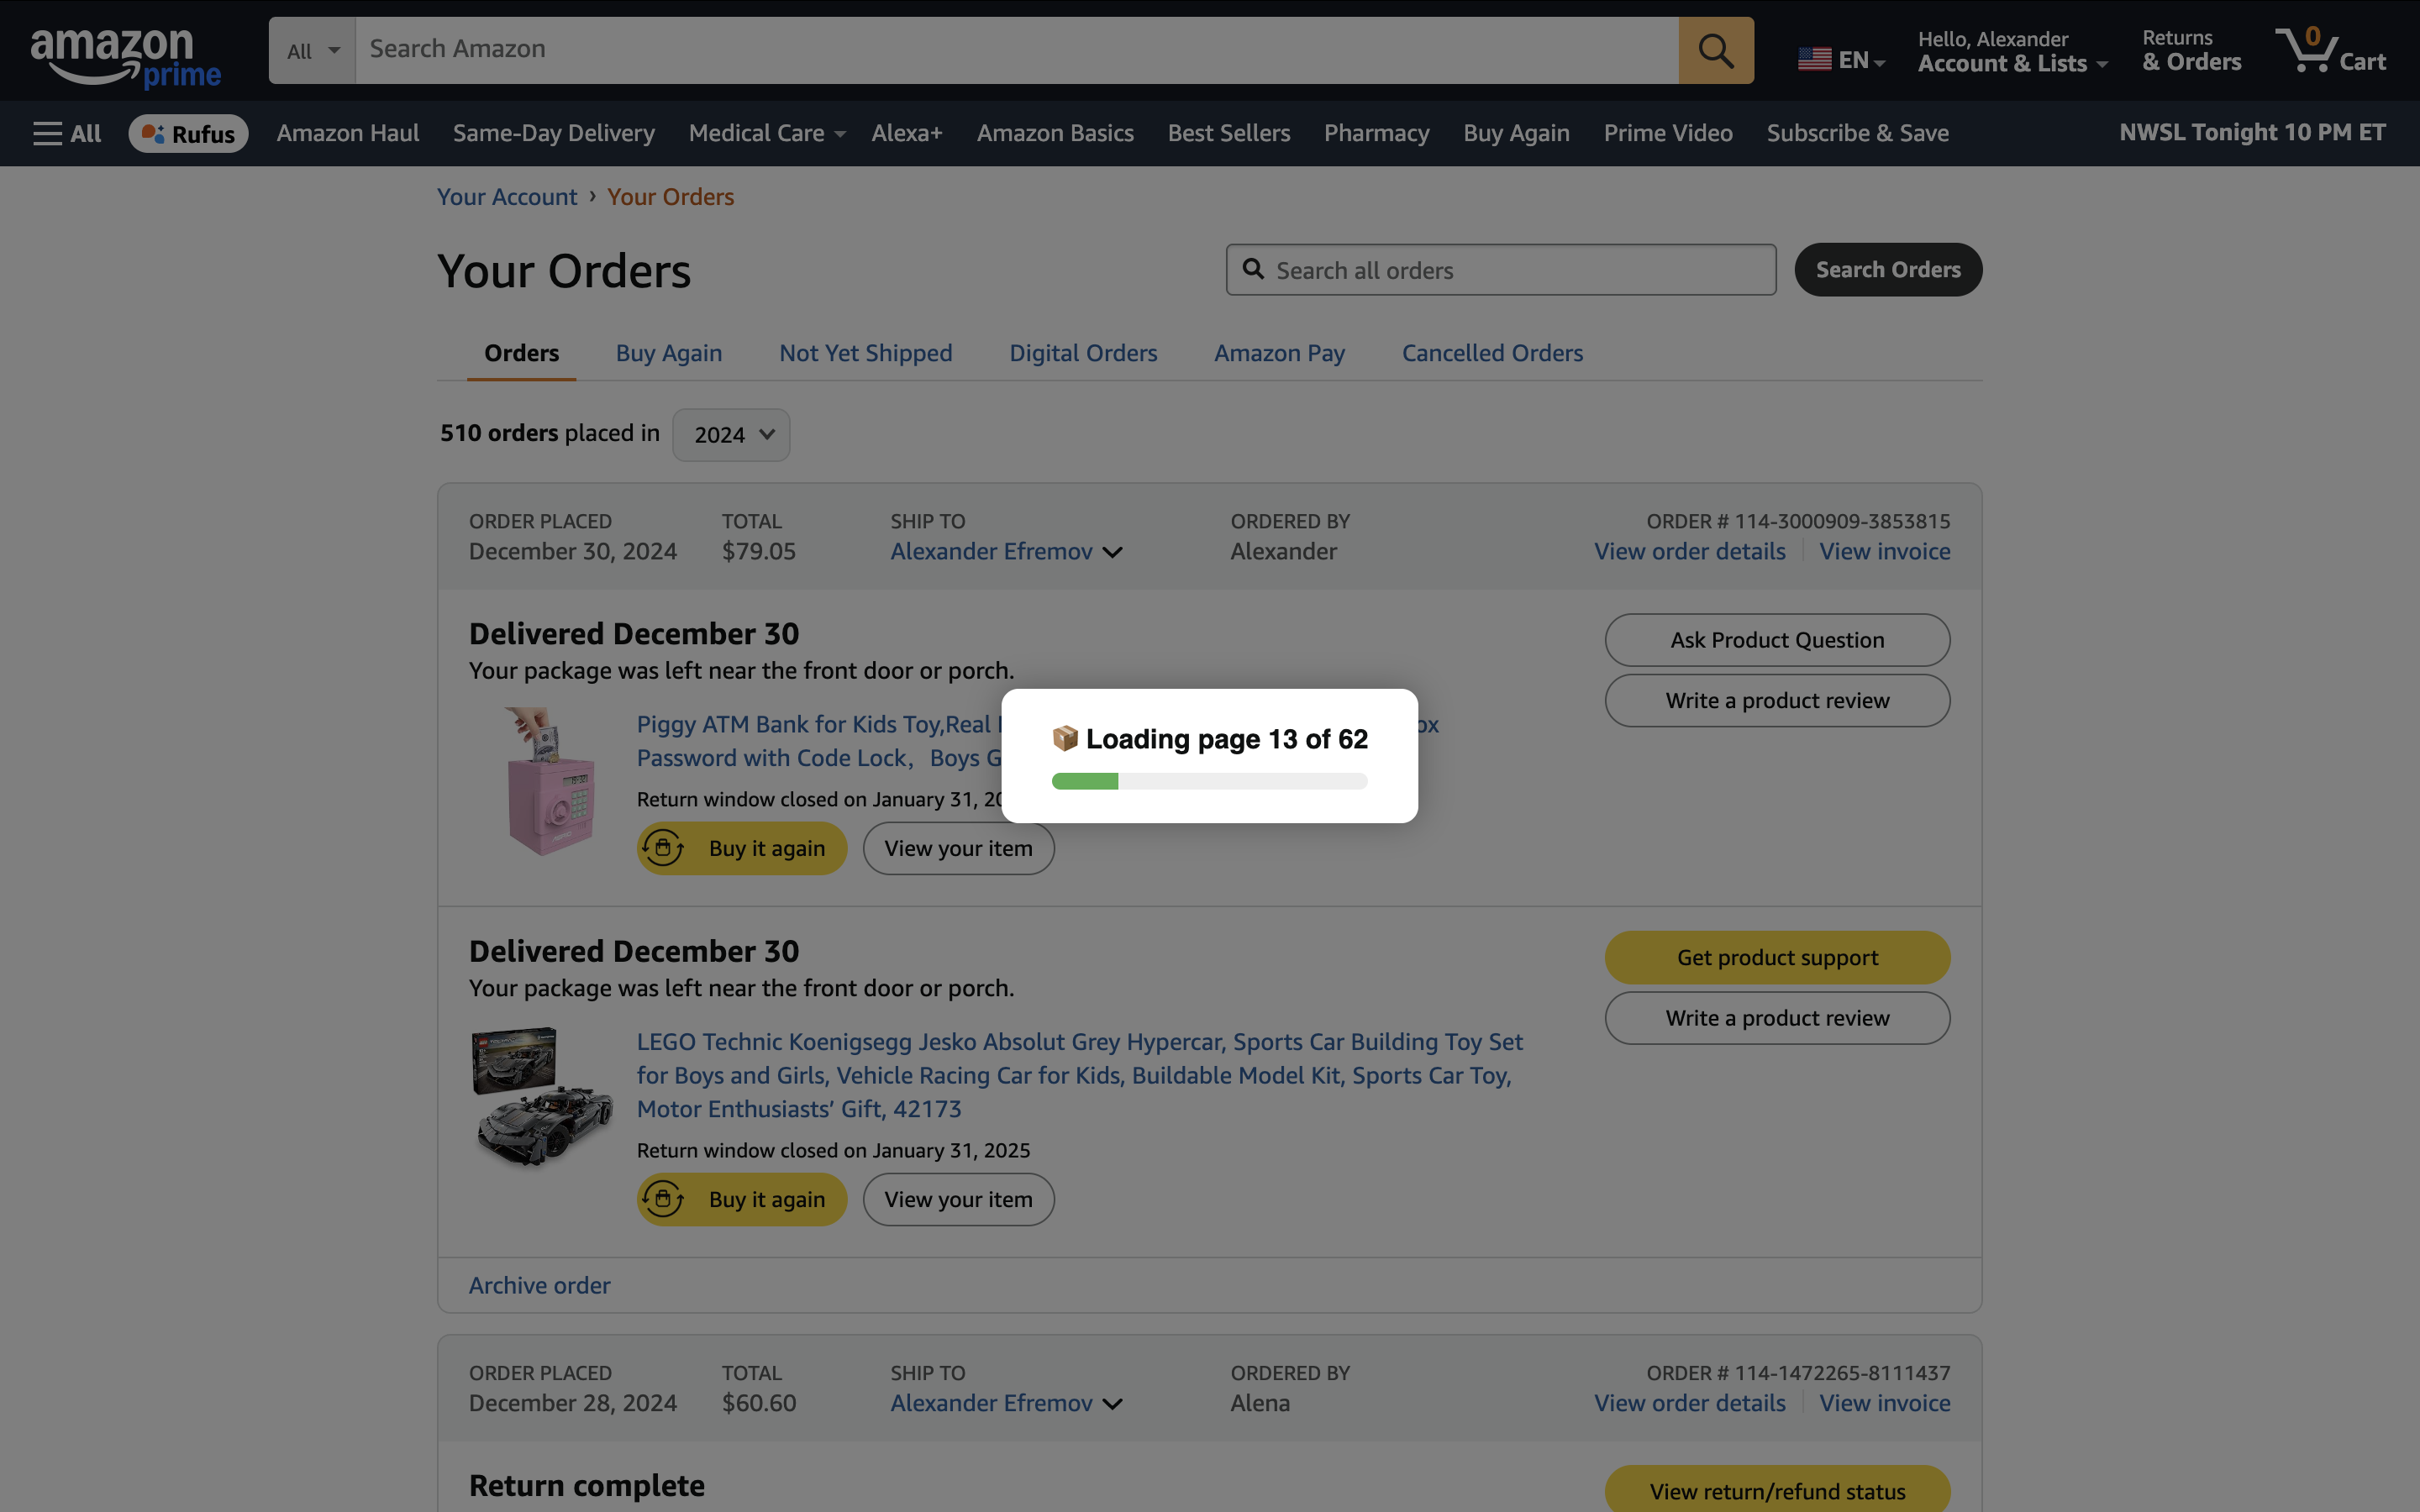 amazon
prime
All
Search Amazon
EN
Hello, Alexander
Account & Lists
Returns
& Orders
0
Cart
All
Rufus
Amazon Haul
Same-Day Delivery
Medical Care
Alexa+
Amazon Basics
Best Sellers
Pharmacy
Buy Again
Prime Video
Subscribe & Save
NWSL Tonight 10 PM ET
Your Account › Your Orders
Your Orders
Search all orders
Search Orders
Orders
Buy Again
Not Yet Shipped
Digital Orders
Amazon Pay
Cancelled Orders
510 orders placed in
2024
ORDER PLACED
December 30, 2024
TOTAL
$79.05
SHIP TO
Alexander Efremov
ORDERED BY
Alexander
ORDER # 114-3000909-3853815
View order details
View invoice
Delivered December 30
Your package was left near the front door or porch.
Ask Product Question
Write a product review
Piggy ATM Bank for Kids Toy,Real
Password with Code Lock，Boys G
Return window closed on January 31, 20
Buy it again
View your item
📦 Loading page 13 of 62
Delivered December 30
Your package was left near the front door or porch.
Get product support
Write a product review
LEGO Technic Koenigsegg Jesko Absolut Grey Hypercar, Sports Car Building Toy Set
for Boys and Girls, Vehicle Racing Car for Kids, Buildable Model Kit, Sports Car Toy,
Motor Enthusiasts’ Gift, 42173
Return window closed on January 31, 2025
Buy it again
View your item
Archive order
ORDER PLACED
December 28, 2024
TOTAL
$60.60
SHIP TO
Alexander Efremov
ORDERED BY
Alena
ORDER # 114-1472265-8111437
View order details
View invoice
Return complete
View return/refund status